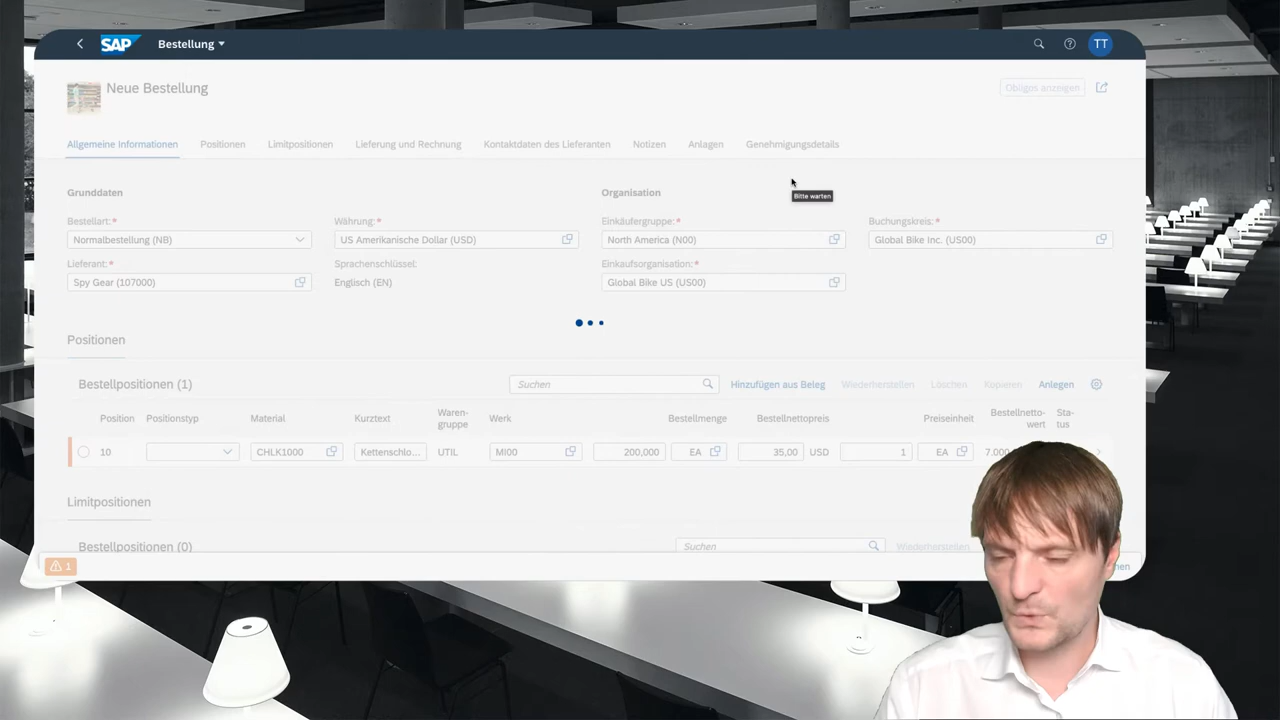 SAP Bestellung
Neue Bestellung
Obligos anzeigen
Allgemeine Informationen Positionen Limitpositionen Lieferung und Rechnung Kontaktdaten des Lieferanten Notizen Anlagen Genehmigungsdetails
Bitte warten
Grunddaten Organisation
Bestellart:* Währung:* Einkäufergruppe:* Buchungskreis:*
Normalbestellung (NB) US Amerikanische Dollar (USD) North America (N00) Global Bike Inc. (US00)
Lieferant:* Sprachenschlüssel: Einkaufsorganisation:*
Spy Gear (107000) Englisch (EN) Global Bike US (US00)
Positionen
Bestellpositionen (1) Suchen Hinzufügen aus Beleg Wiederherstellen Löschen Kopieren Anlegen
Position Positionstyp Material Kurztext Waren-
gruppe Werk Bestellmenge Bestellnettopreis Preiseinheit Bestellnetto-
wert Sta-
tus
10 CHLK1000 Kettenschlo... UTIL MI00 200,000 EA 35,00 USD 1 EA
Limitpositionen
Bestellpositionen (0) Suchen Wiederherstellen
1
TT